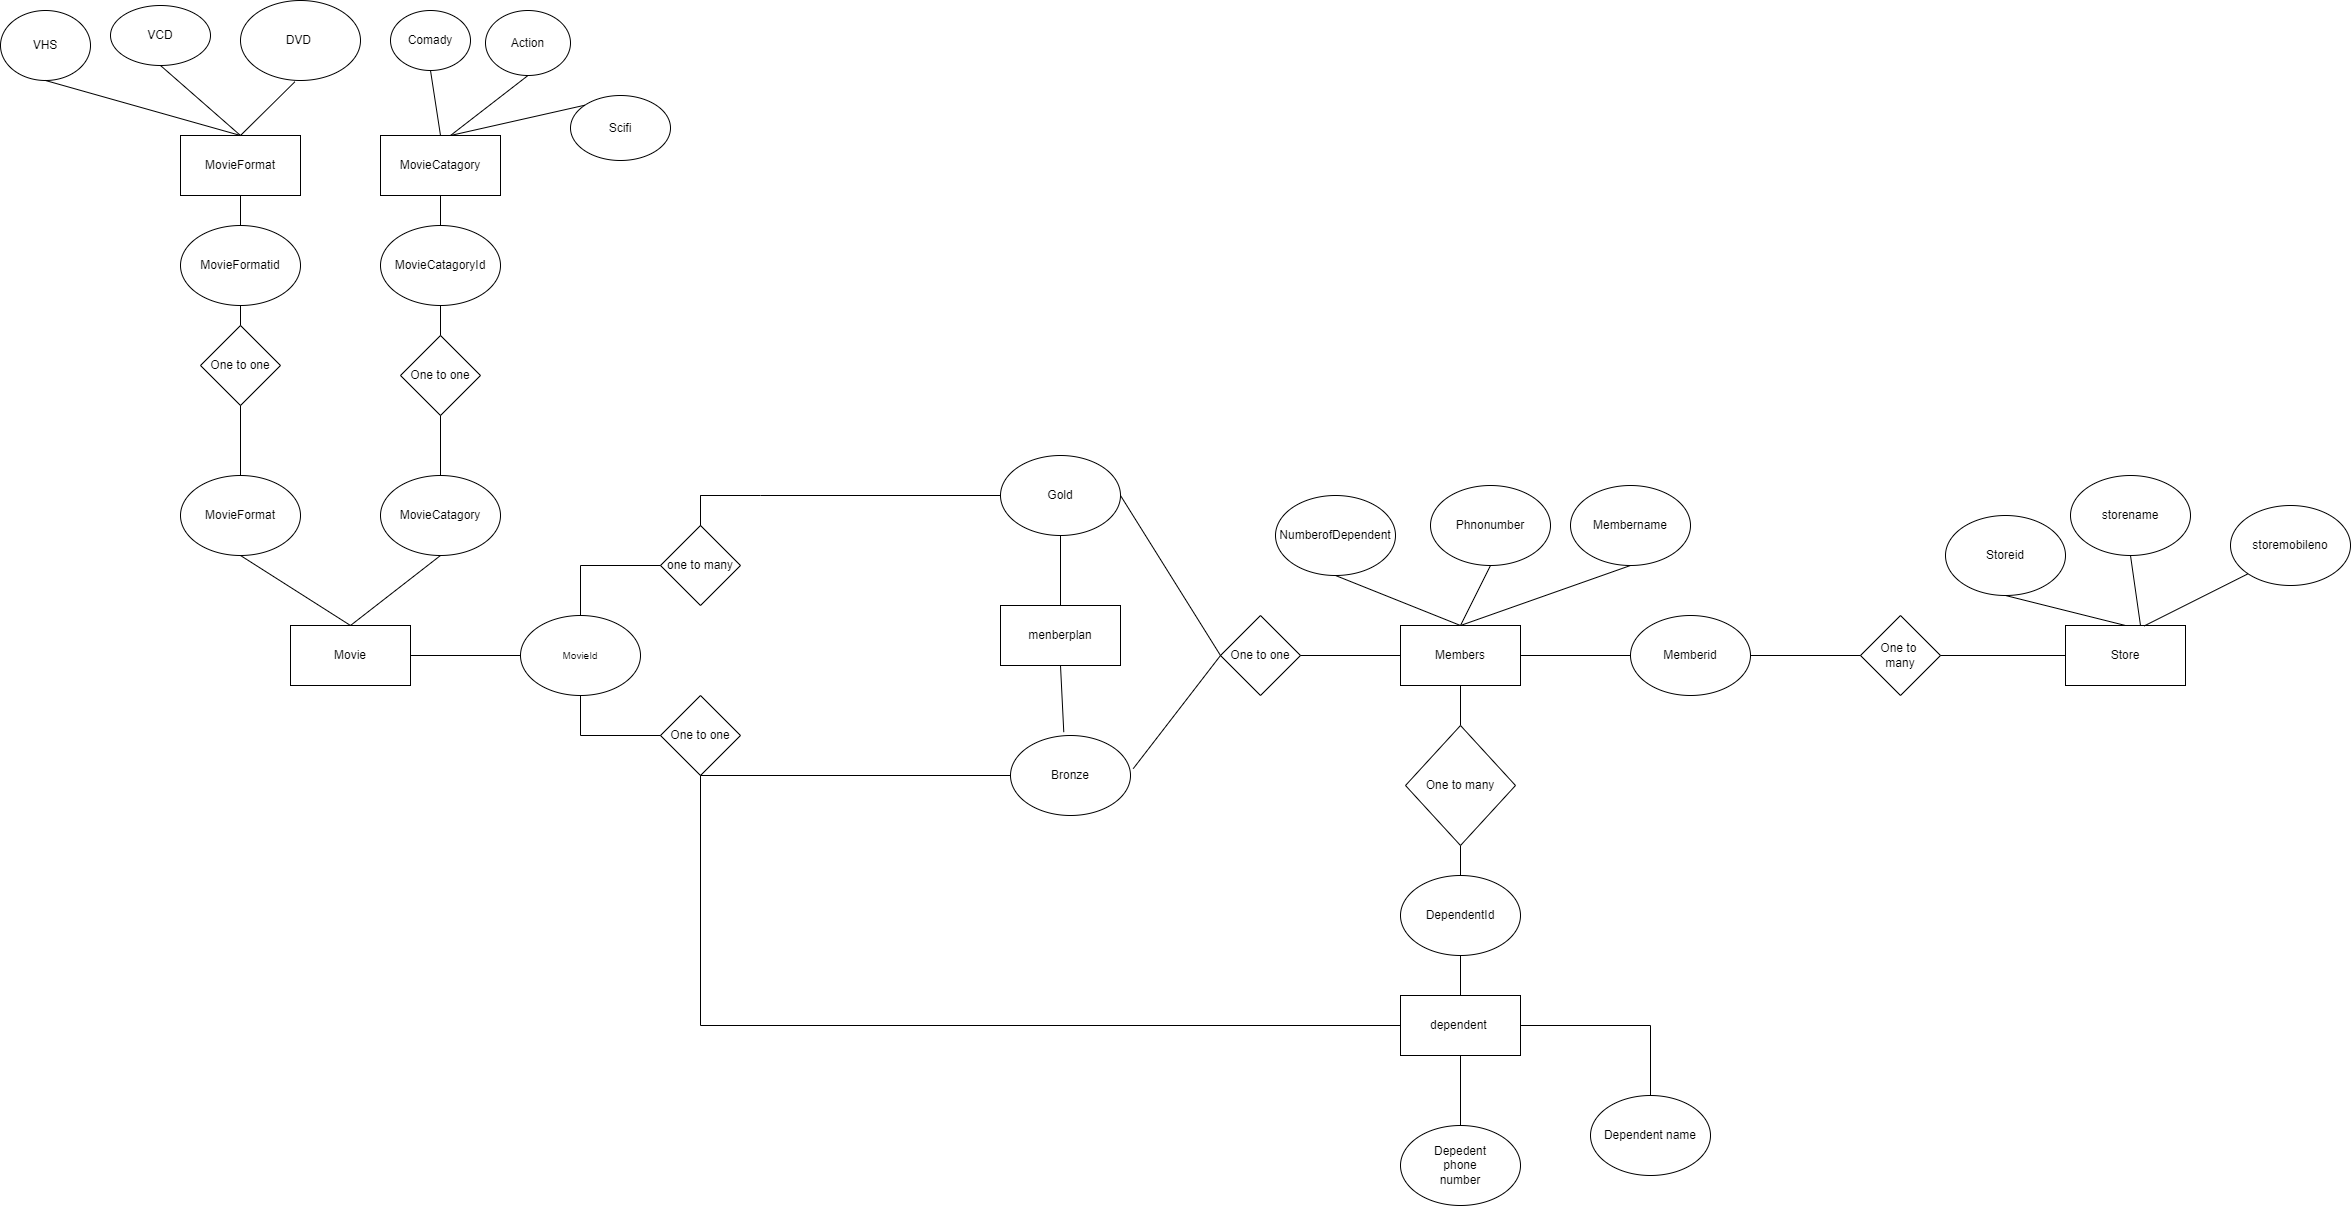 VHS
VCD
DVD
Comady
Action
Scifi
MovieFormat
MovieCatagory
MovieFormatid
MovieCatagoryId
One to one
One to one
MovieFormat
MovieCatagory
Movie
MovieId
one to many
One to one
Gold
menberplan
Bronze
One to one
NumberofDependent
Phnonumber
Membername
Members
Memberid
One to
many
Storeid
storename
storemobileno
Store
One to many
DependentId
dependent
Dependent name
Depedent
phone
number